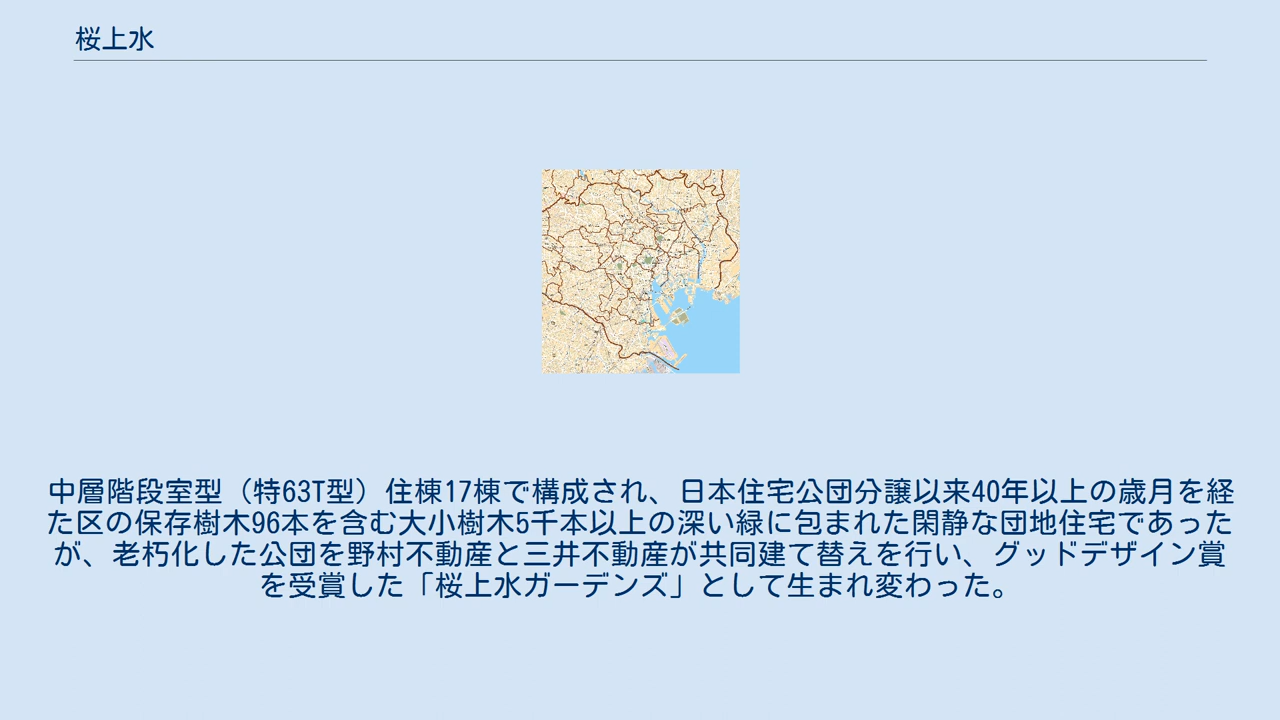 桜上水
中層階段室型（特63T型）住棟17棟で構成され、日本住宅公団分譲以来40年以上の歳月を経
た区の保存樹木96本を含む大小樹木5千本以上の深い緑に包まれた閑静な団地住宅であった
が、老朽化した公団を野村不動産と三井不動産が共同建て替えを行い、グッドデザイン賞
を受賞した「桜上水ガーデンズ」として生まれ変わった。